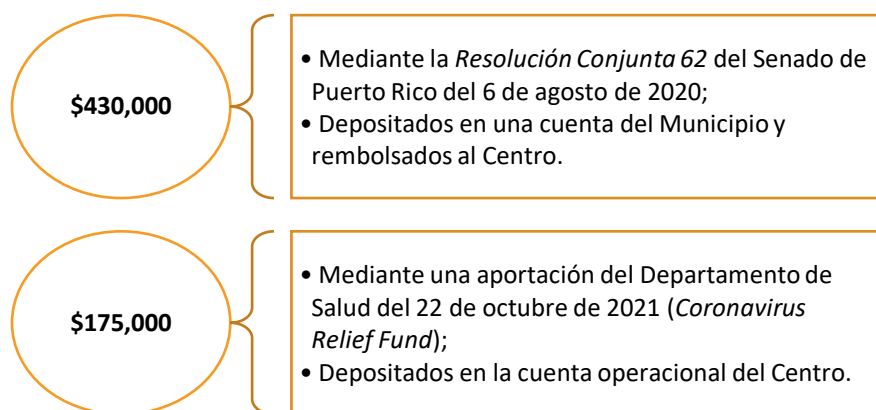 $430,000
• Mediante la Resolución Conjunta 62 del Senado de
Puerto Rico del 6 de agosto de 2020;
• Depositados en una cuenta del Municipio y
rembolsados al Centro.
$175,000
• Mediante una aportación del Departamento de
Salud del 22 de octubre de 2021 (Coronavirus
Relief Fund);
• Depositados en la cuenta operacional del Centro.